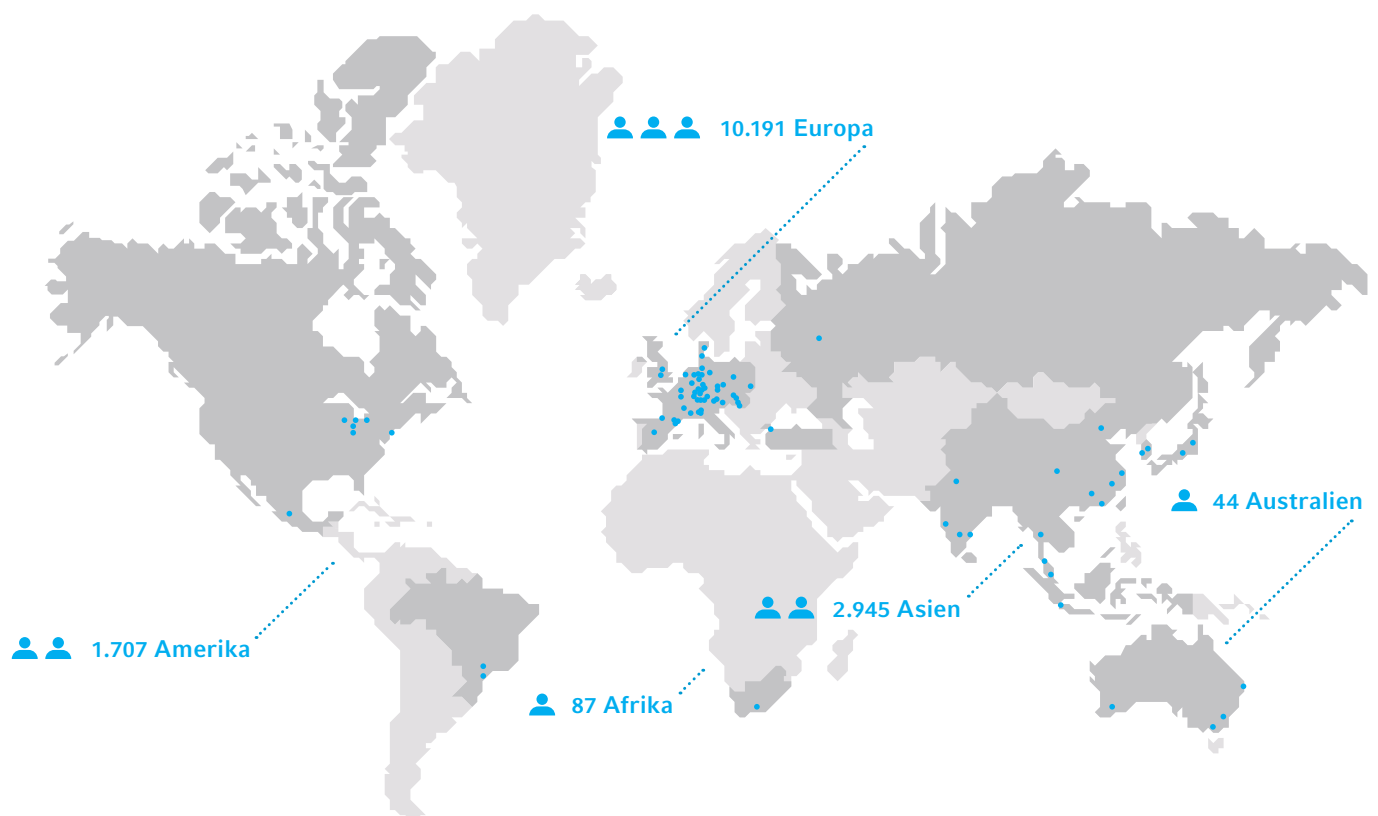 10.191 Europa
44 Australien
2.945 Asien
1.707 Amerika
87 Afrika